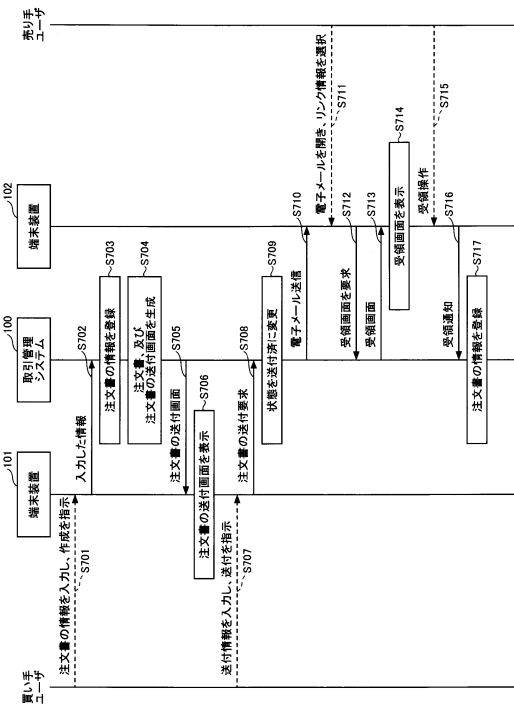 買い手
ユーザ
101
端末装置
100
取引管理
システム
102
端末装置
売り手
ユーザ
注文書の情報を入力し、作成を指示
S701
入力した情報
S702
注文書の情報を登録
S703
注文書、及び
注文書の送付画面を生成
S704
注文書の送付画面
S705
注文書の送付画面を表示
S706
送付情報を入力し、送付を指示
S707
注文書の送付要求
S708
状態を送付済に変更
S709
電子メール送信
S710
電子メールを開き、リンク情報を選択
S711
受領画面を要求
S712
受領画面
S713
受領画面を表示
S714
受領操作
S715
受領通知
S716
注文書の情報を登録
S717